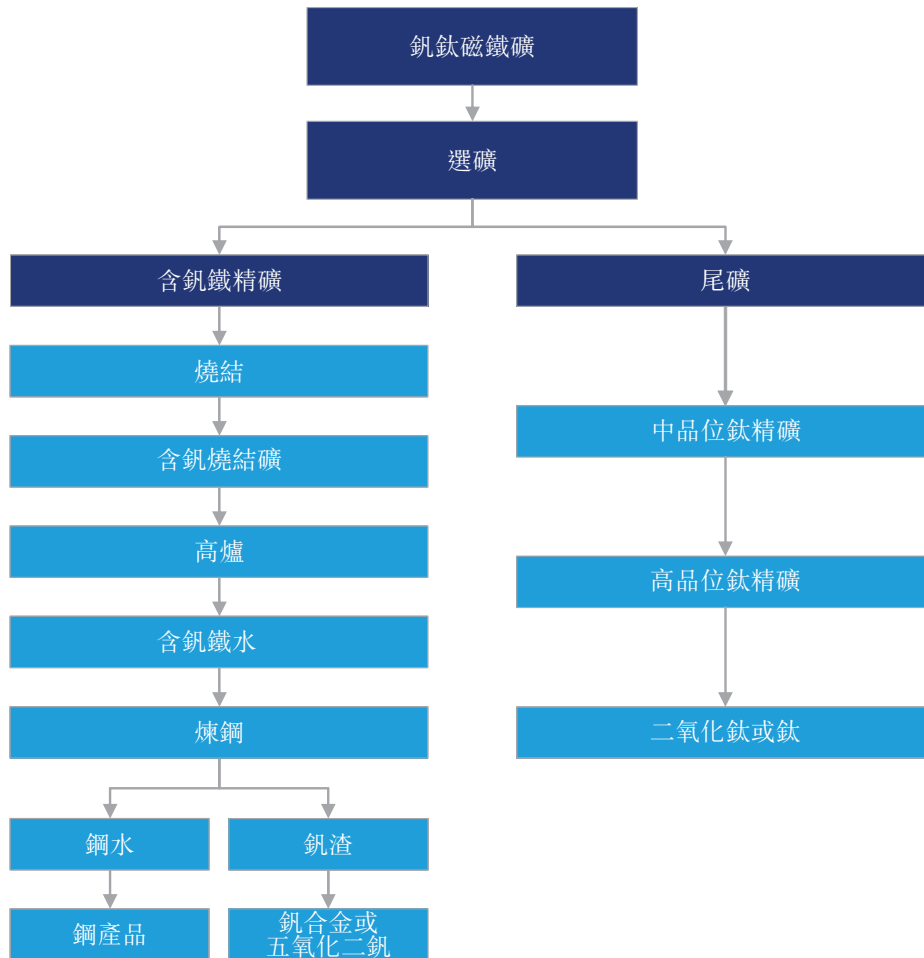 釩鈦磁鐵礦
選礦
含釩鐵精礦
尾礦
燒結
中品位鈦精礦
含釩燒結礦
高爐
高品位鈦精礦
含釩鐵水
煉鋼
二氧化鈦或鈦
鋼水
釩渣
鋼產品
釩合金或
五氧化二釩